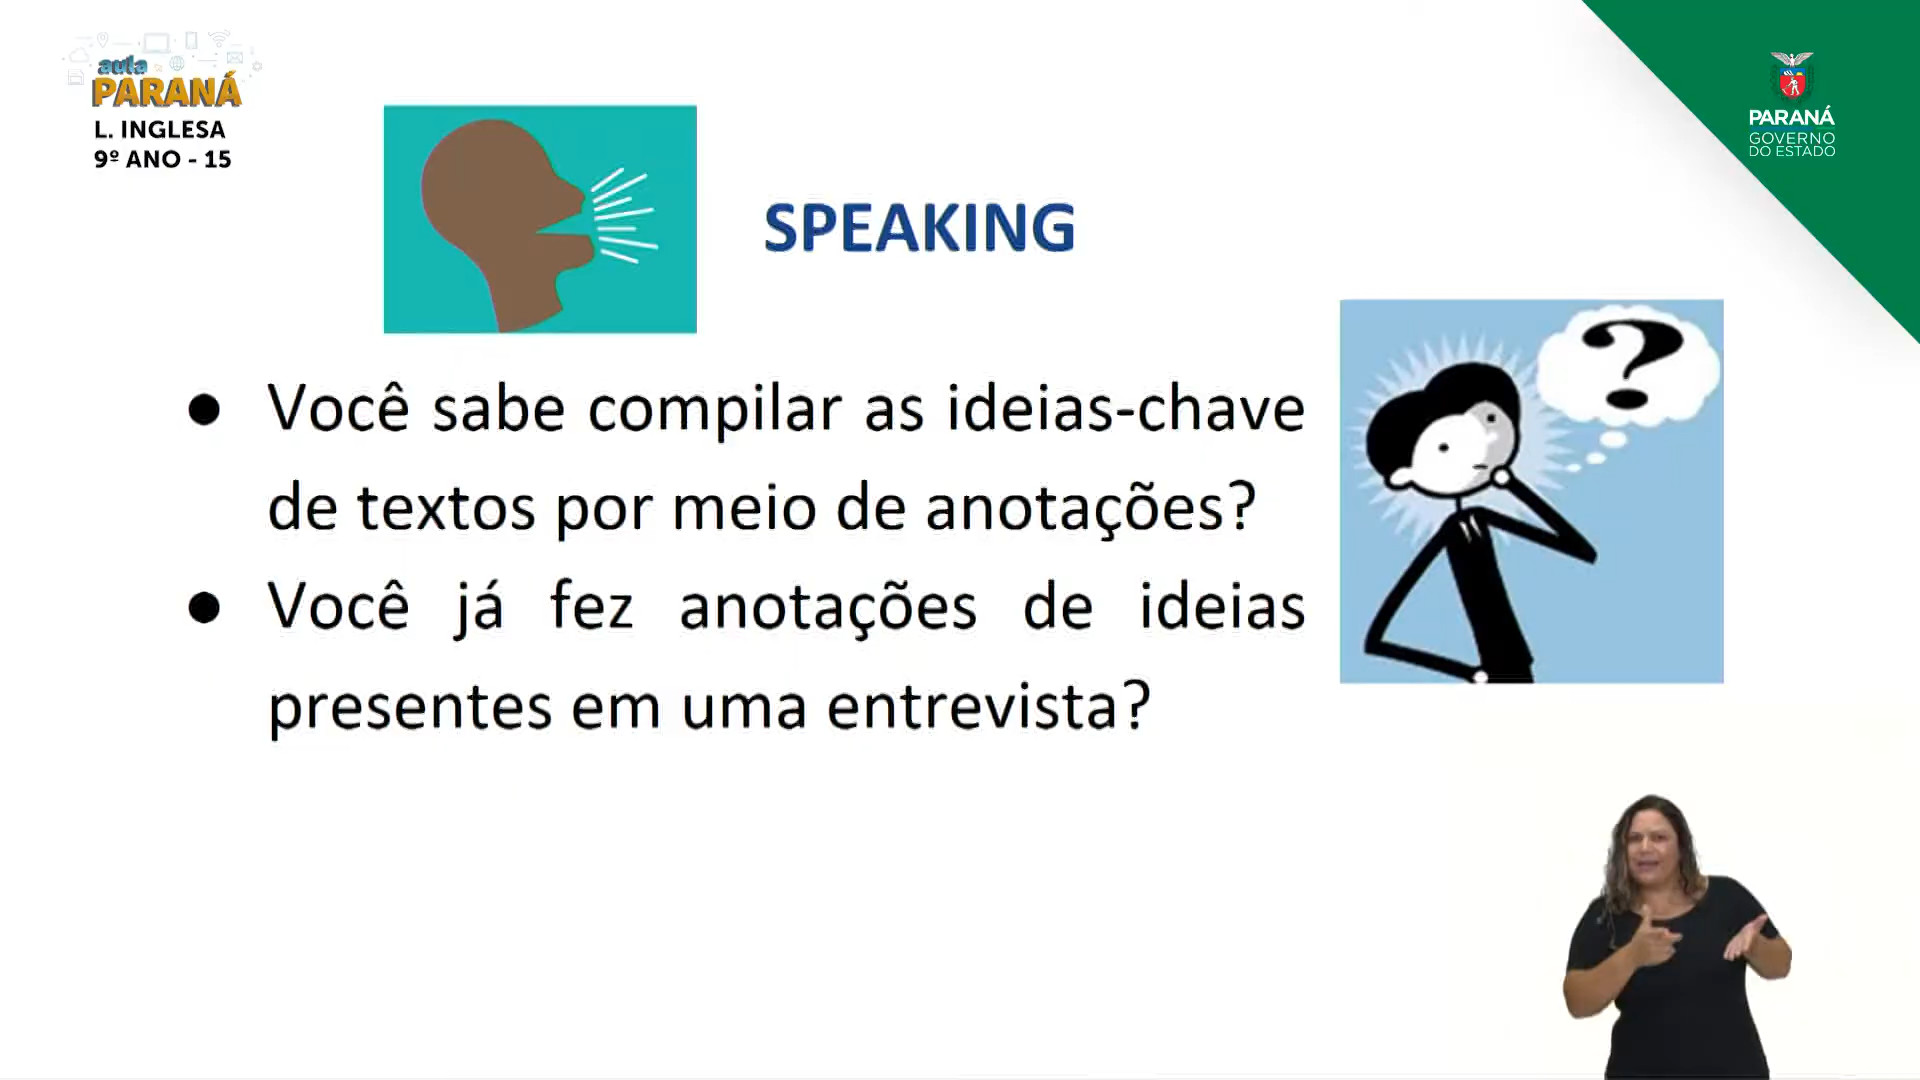 aula
PARANÁ
L. INGLESA
9º ANO - 15
PARANÁ
GOVERNO
DO ESTADO
SPEAKING
?
● Você sabe compilar as ideias-chave
de textos por meio de anotações?
● Você já fez anotações de ideias
presentes em uma entrevista?